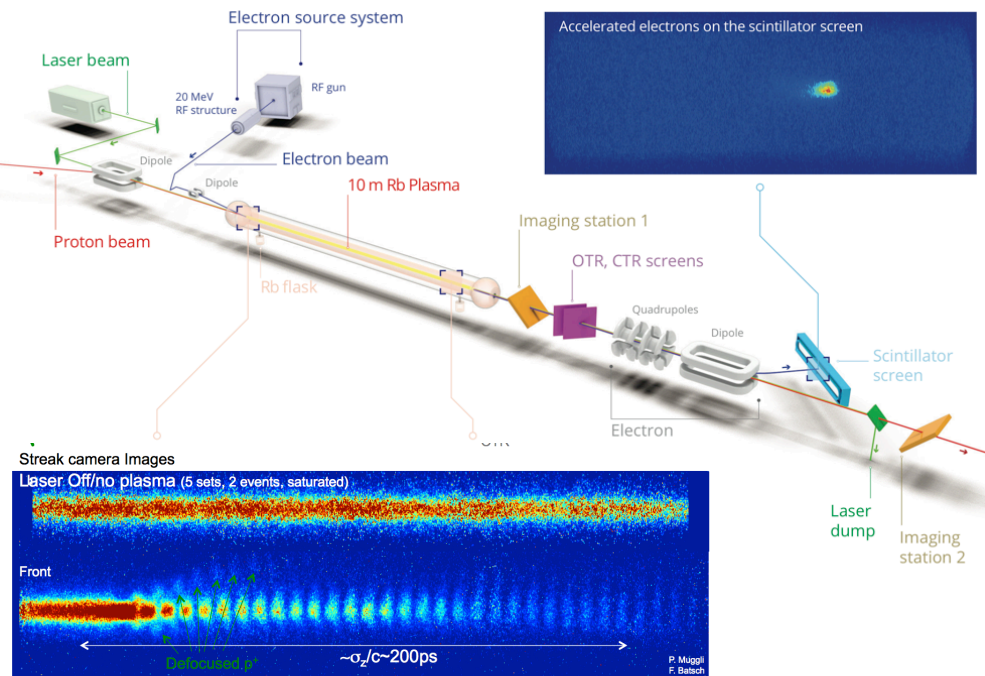 Electron source system
Laser beam
20 MeV
RF structure
RF gun
Accelerated electrons on the scintillator screen
Dipole
Electron beam
Dipole
10 m Rb Plasma
Proton beam
Rb flask
Imaging station 1
OTR, CTR screens
Quadrupoles
Dipole
Scintillator
screen
Electron
Laser
dump
Imaging
station 2
Streak camera Images
Laser Off/no plasma (5 sets, 2 events, saturated)
Front
Defocused p⁺
~σz/c~200ps
P. Muggli
F. Batsch